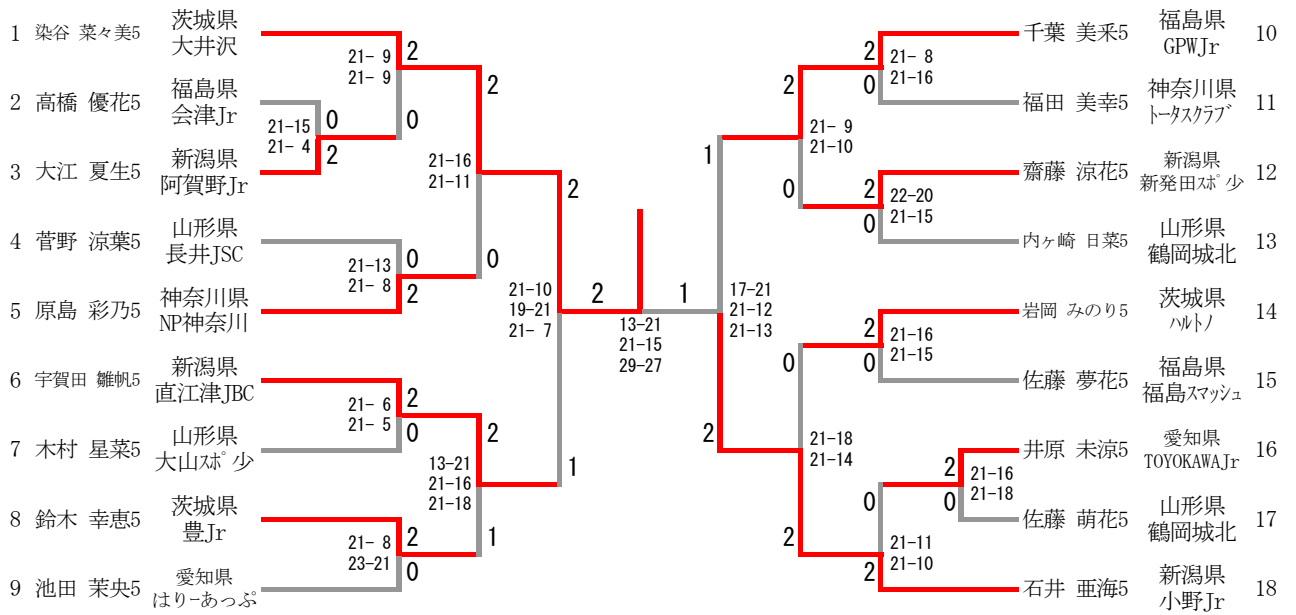 1 染谷 菜々美5 茨城県
大井沢
2 高橋 優花5 福島県
会津Jr
3 大江 夏生5 新潟県
阿賀野Jr
4 菅野 涼葉5 山形県
長井JSC
5 原島 彩乃5 神奈川県
NP神奈川
6 宇賀田 雛帆5 新潟県
直江津JBC
7 木村 星菜5 山形県
大山スポ少
8 鈴木 幸恵5 茨城県
豊Jr
9 池田 茉央5 愛知県
はりーあっぷ
21-15
21- 4
0
2
21- 9
21- 9
2
0
21-13
21- 8
0
2
21- 6
21- 5
2
0
21- 8
23-21
2
0
21-16
21-11
2
0
13-21
21-16
21-18
2
1
21-10
19-21
21- 7
2
1
2
1
13-21
21-15
29-27
17-21
21-12
21-13
1
2
21- 9
21-10
2
0
21-18
21-14
0
2
21- 8
21-16
2
0
22-20
21-15
2
0
21-16
21-15
2
0
21-11
21-10
0
2
21-16
21-18
2
0
千葉 美釆5 福島県 10
GPWJr
福田 美幸5 神奈川県 11
トータスクラブ
齋藤 涼花5 新潟県 12
新発田スポ少
内ヶ崎 日菜5 山形県 13
鶴岡城北
岩岡 みのり5 茨城県 14
ハルトノ
佐藤 夢花5 福島県 15
福島スマッシュ
井原 未涼5 愛知県 16
TOYOKAWAJr
佐藤 萌花5 山形県 17
鶴岡城北
石井 亜海5 新潟県 18
小野Jr